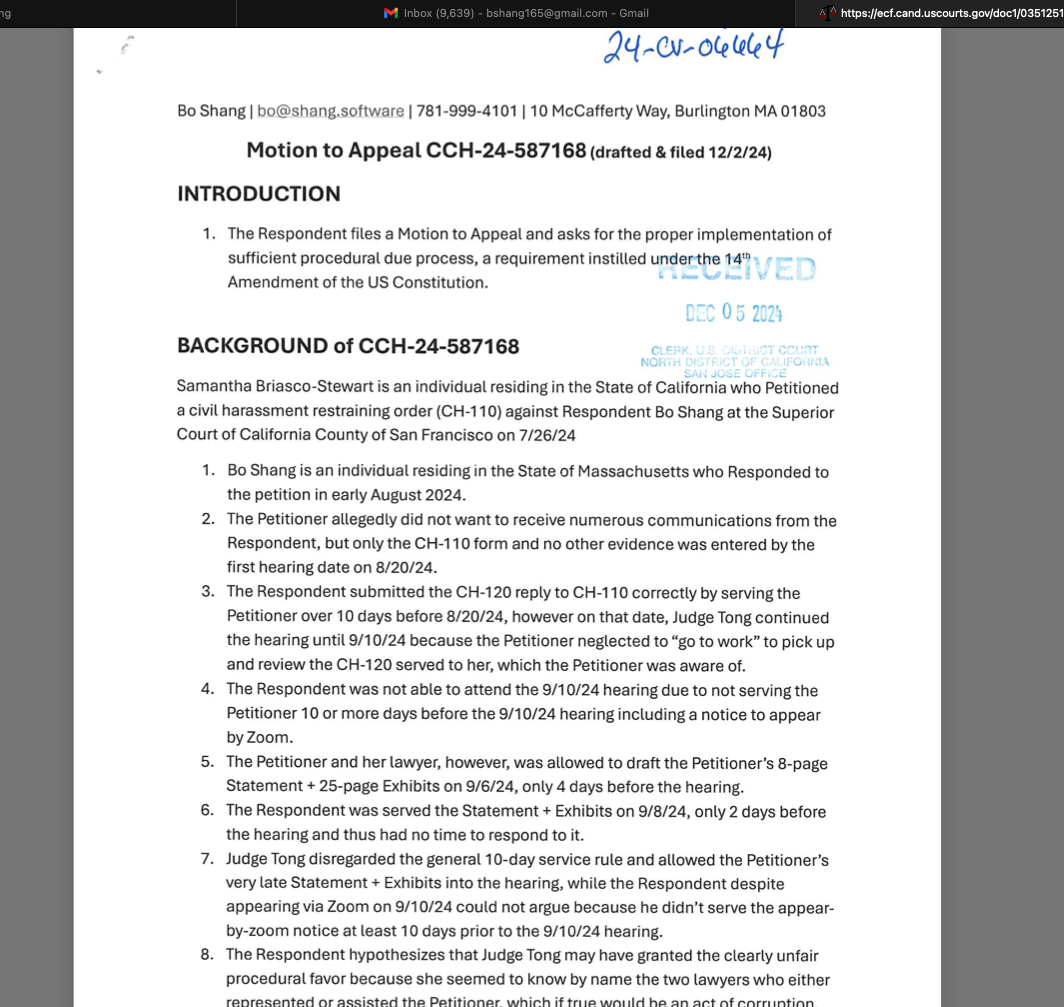 ng
Inbox (9,639) - bshang165@gmail.com - Gmail
https://ecf.cand.uscourts.gov/doc1/0351251
24-cv-06664
Bo Shang | bo@shang.software | 781-999-4101 | 10 McCafferty Way, Burlington MA 01803
Motion to Appeal CCH-24-587168 (drafted & filed 12/2/24)
INTRODUCTION
1. The Respondent files a Motion to Appeal and asks for the proper implementation of
sufficient procedural due process, a requirement instilled under the 14th
Amendment of the US Constitution.
RECEIVED
DEC 05 2024
CLERK, U.S. DISTRICT COURT
NORTH DISTRICT OF CALIFORNIA
SAN JOSE OFFICE
BACKGROUND of CCH-24-587168
Samantha Briasco-Stewart is an individual residing in the State of California who Petitioned
a civil harassment restraining order (CH-110) against Respondent Bo Shang at the Superior
Court of California County of San Francisco on 7/26/24
1. Bo Shang is an individual residing in the State of Massachusetts who Responded to
the petition in early August 2024.
2. The Petitioner allegedly did not want to receive numerous communications from the
Respondent, but only the CH-110 form and no other evidence was entered by the
first hearing date on 8/20/24.
3. The Respondent submitted the CH-120 reply to CH-110 correctly by serving the
Petitioner over 10 days before 8/20/24, however on that date, Judge Tong continued
the hearing until 9/10/24 because the Petitioner neglected to “go to work” to pick up
and review the CH-120 served to her, which the Petitioner was aware of.
4. The Respondent was not able to attend the 9/10/24 hearing due to not serving the
Petitioner 10 or more days before the 9/10/24 hearing including a notice to appear
by Zoom.
5. The Petitioner and her lawyer, however, was allowed to draft the Petitioner’s 8-page
Statement + 25-page Exhibits on 9/6/24, only 4 days before the hearing.
6. The Respondent was served the Statement + Exhibits on 9/8/24, only 2 days before
the hearing and thus had no time to respond to it.
7. Judge Tong disregarded the general 10-day service rule and allowed the Petitioner’s
very late Statement + Exhibits into the hearing, while the Respondent despite
appearing via Zoom on 9/10/24 could not argue because he didn’t serve the appear-
by-zoom notice at least 10 days prior to the 9/10/24 hearing.
8. The Respondent hypothesizes that Judge Tong may have granted the clearly unfair
procedural favor because she seemed to know by name the two lawyers who either
represented or assisted the Petitioner, which if true would be an act of corruption